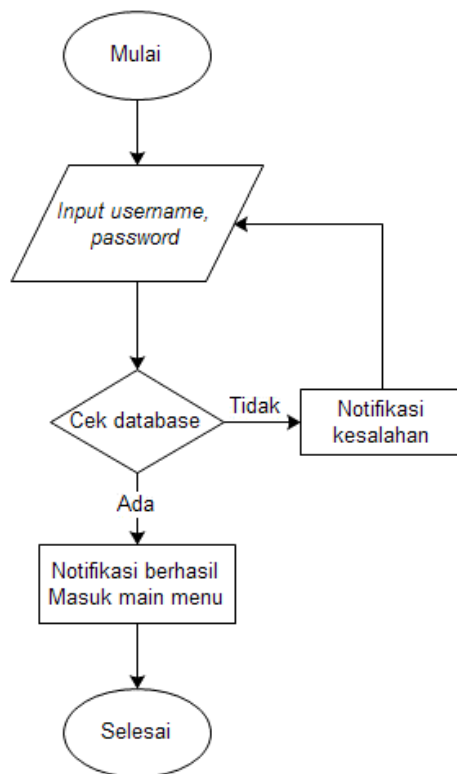 Mulai
Input username,
password
Cek database
Tidak
Notifikasi
kesalahan
Ada
Notifikasi berhasil
Masuk main menu
Selesai